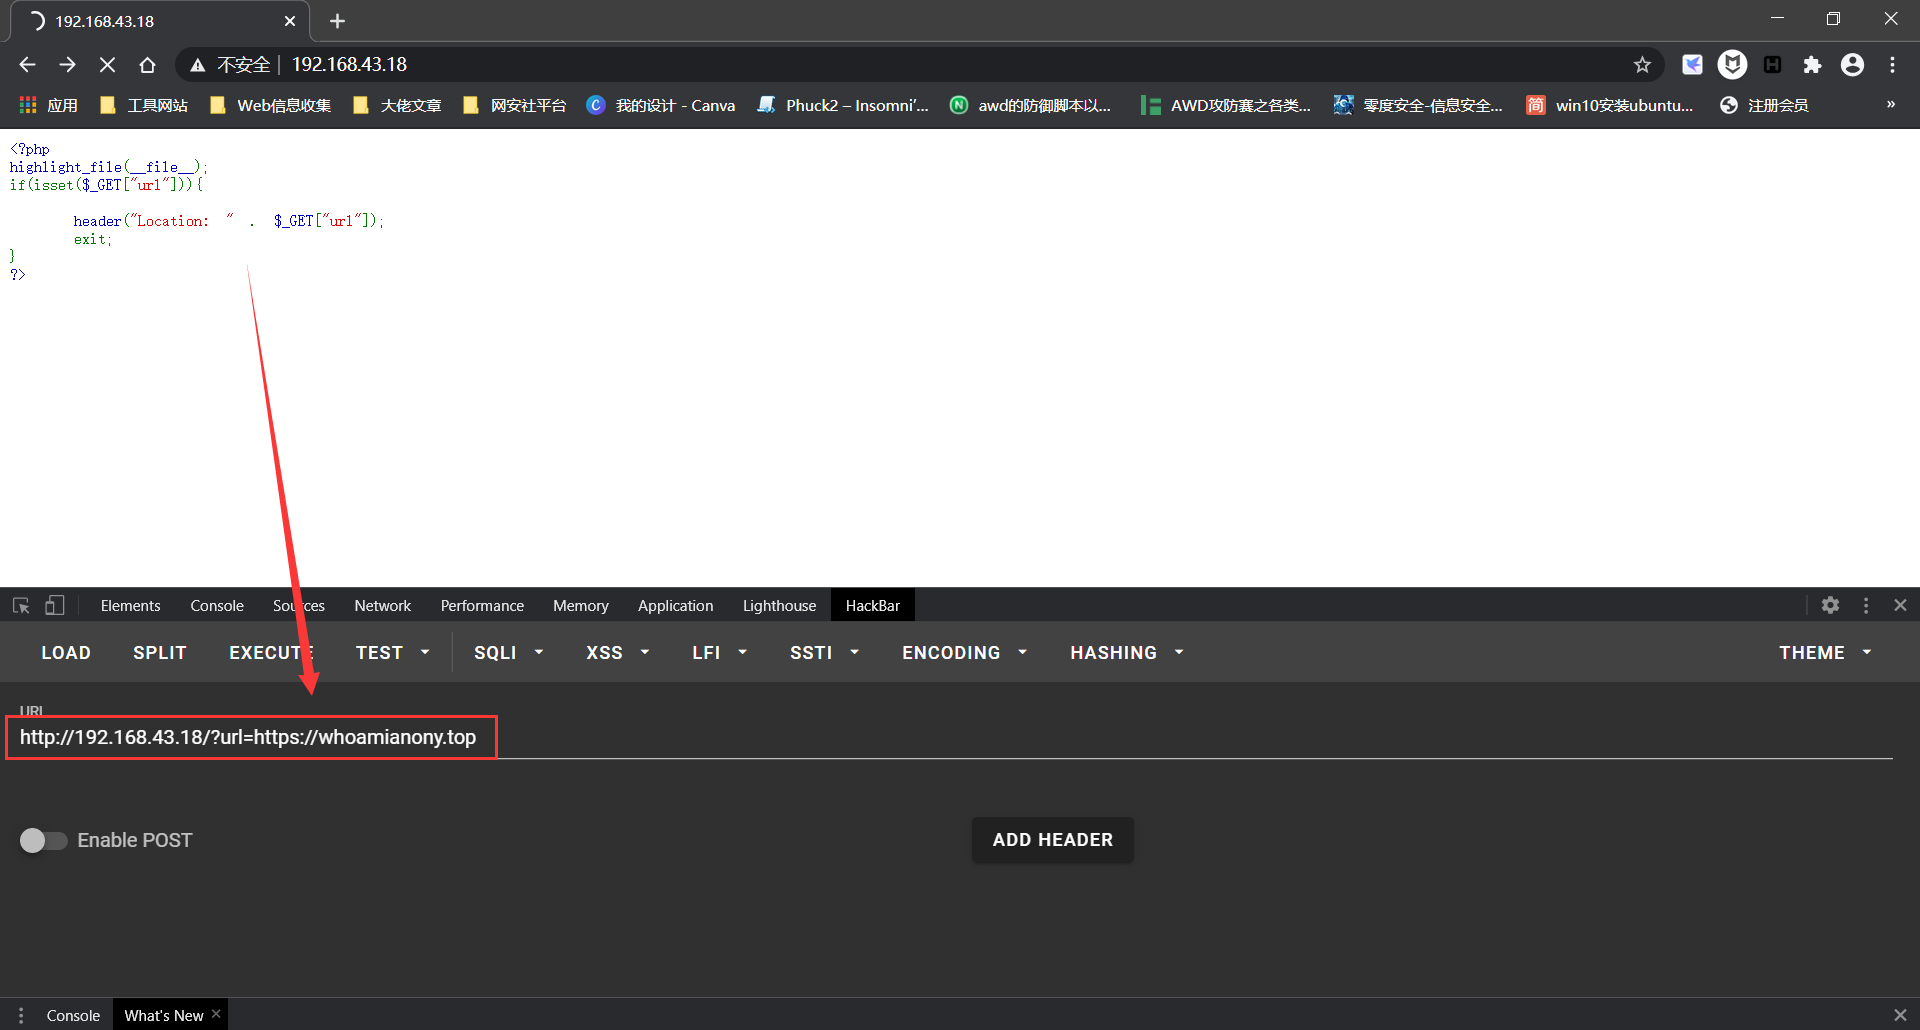 192.168.43.18
不安全 | 192.168.43.18
应用 工具网站 Web信息收集 大佬文章 网安社平台 我的设计 - Canva Phuck2 – Insomni'... awd的防御脚本以... AWD攻防赛之各类... 零度安全-信息安全... 简 win10安装ubuntu... 注册会员 »
<?php
highlight_file(__file__);
if(isset($_GET["url"])){
header("Location: " . $_GET["url"]);
exit;
}
?>
Elements Console Sources Network Performance Memory Application Lighthouse HackBar
LOAD SPLIT EXECUTE TEST SQLI XSS LFI SSTI ENCODING HASHING THEME
URL
http://192.168.43.18/?url=https://whoamianony.top
Enable POST ADD HEADER
Console What's New